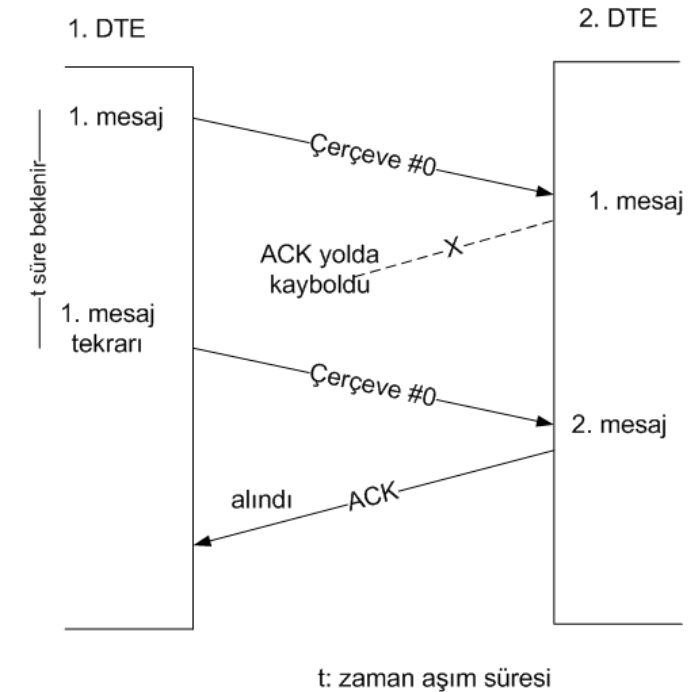 1. DTE
2. DTE
1. mesaj
Çerçeve #0
1. mesaj
t süre beklenir
ACK yolda
kayboldu
X
1. mesaj
tekrarı
Çerçeve #0
2. mesaj
alındı
ACK
t: zaman aşım süresi